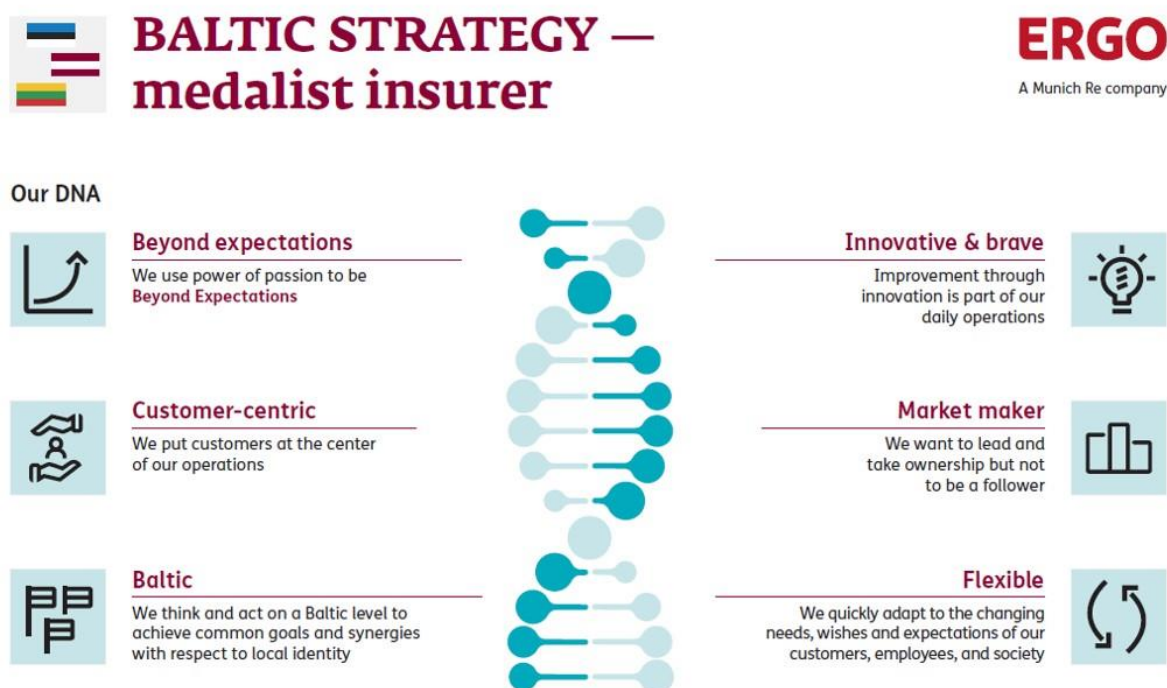 BALTIC STRATEGY —
medalist insurer
ERGO
A Munich Re company
Our DNA
Beyond expectations
We use power of passion to be
Beyond Expectations
Innovative & brave
Improvement through
innovation is part of our
daily operations
Customer-centric
We put customers at the center
of our operations
Market maker
We want to lead and
take ownership but not
to be a follower
Baltic
We think and act on a Baltic level to
achieve common goals and synergies
with respect to local identity
Flexible
We quickly adapt to the changing
needs, wishes and expectations of our
customers, employees, and society